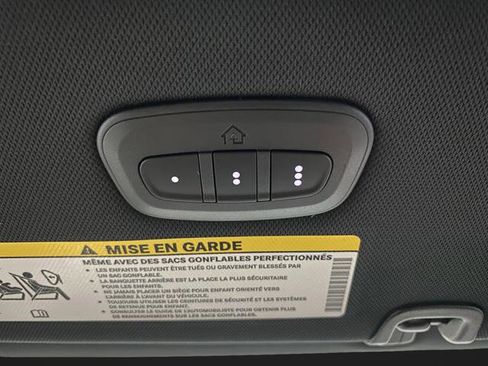 MISE EN GARDE
MÊME AVEC DES SACS GONFLABLES PERFECTIONNÉS
• LES ENFANTS PEUVENT ÊTRE TUÉS OU GRAVEMENT BLESSÉS PAR
UN SAC GONFLABLE.
• LA BANQUETTE ARRIÈRE EST LA PLACE LA PLUS SÉCURITAIRE
POUR LES ENFANTS.
• NE JAMAIS PLACER UN SIÈGE POUR ENFANT ORIENTÉ VERS
L'ARRIÈRE À L'AVANT DU VÉHICULE.
• TOUJOURS UTILISER LES CEINTURES DE SÉCURITÉ ET LES SYSTÈMES
DE RETENUE POUR ENFANT.
• CONSULTER LE GUIDE DE L'AUTOMOBILISTE POUR OBTENIR PLUS
DE RENSEIGNEMENTS SUR LES SACS GONFLABLES.